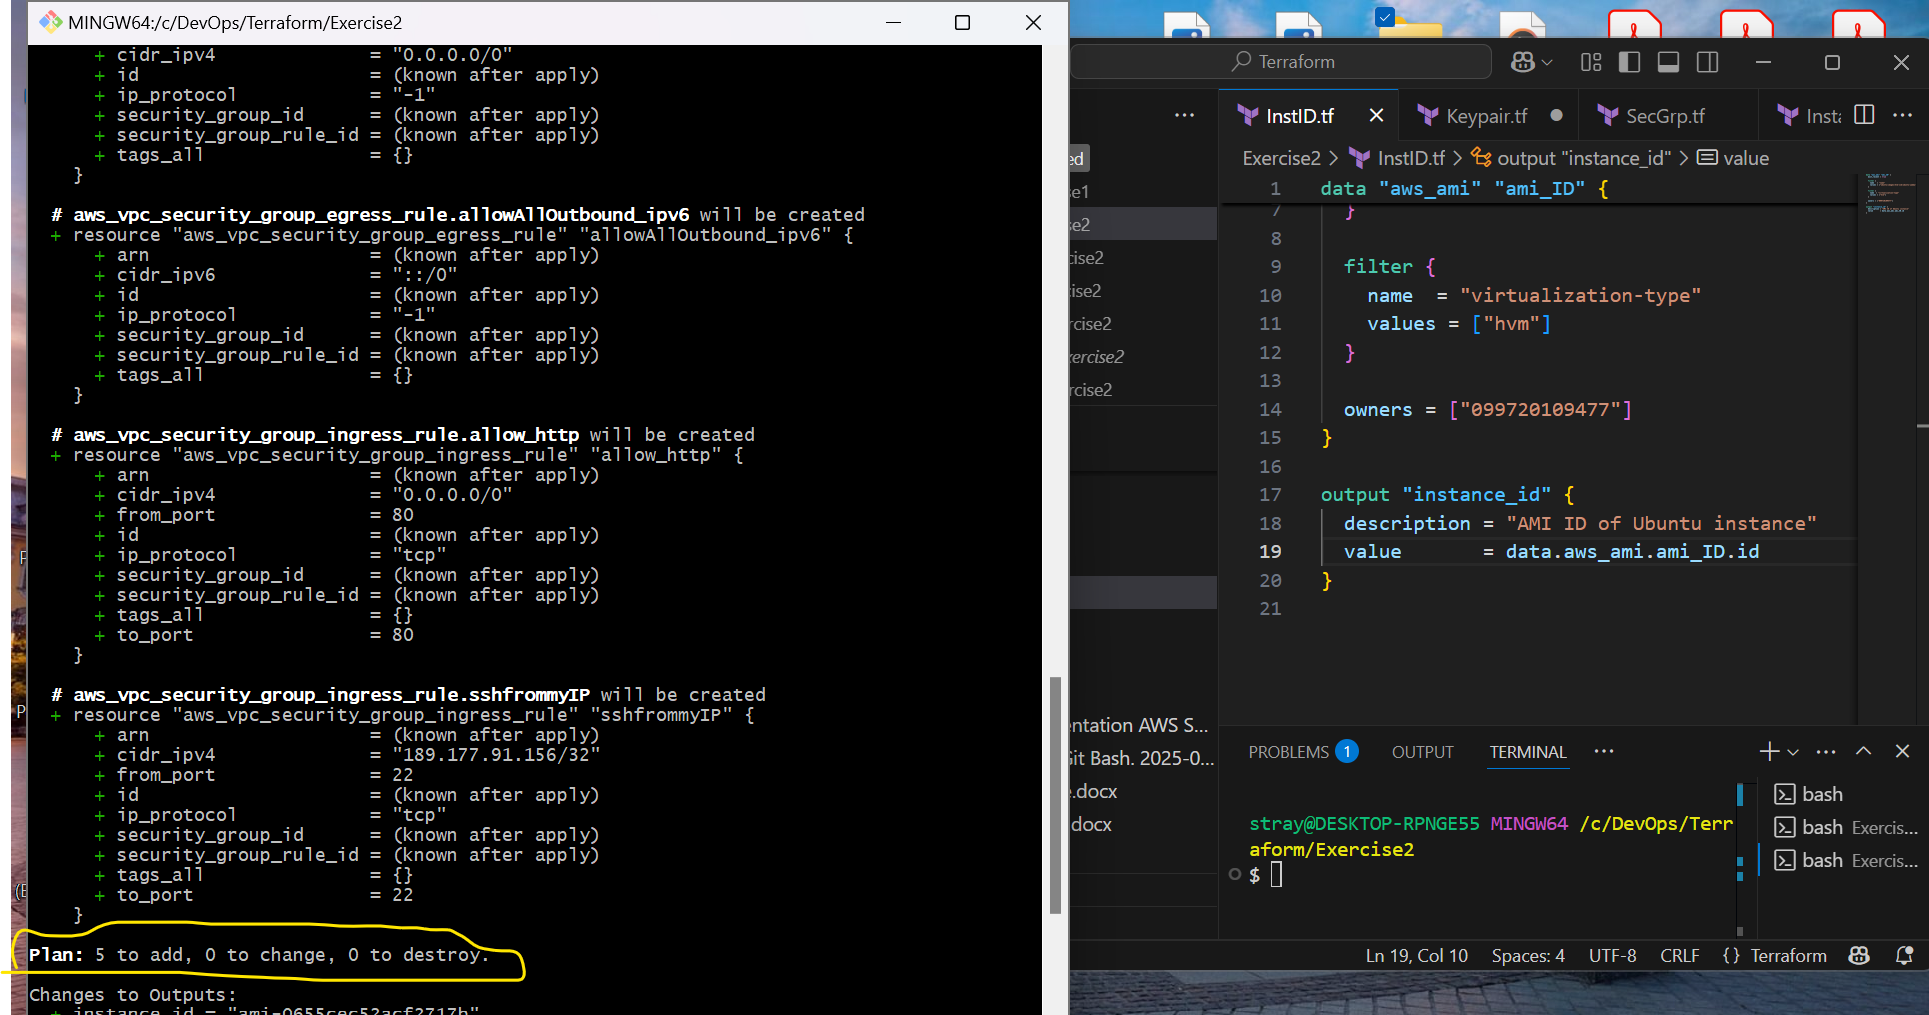 MINGW64:/c/DevOps/Terraform/Exercise2
+ cidr_ipv4 = "0.0.0.0/0"
+ id = (known after apply)
+ ip_protocol = "-1"
+ security_group_id = (known after apply)
+ security_group_rule_id = (known after apply)
+ tags_all = {}
}
# aws_vpc_security_group_egress_rule.allowAllOutbound_ipv6 will be created
+ resource "aws_vpc_security_group_egress_rule" "allowAllOutbound_ipv6" {
+ arn = (known after apply)
+ cidr_ipv6 = "::/0"
+ id = (known after apply)
+ ip_protocol = "-1"
+ security_group_id = (known after apply)
+ security_group_rule_id = (known after apply)
+ tags_all = {}
}
# aws_vpc_security_group_ingress_rule.allow_http will be created
+ resource "aws_vpc_security_group_ingress_rule" "allow_http" {
+ arn = (known after apply)
+ cidr_ipv4 = "0.0.0.0/0"
+ from_port = 80
+ id = (known after apply)
+ ip_protocol = "tcp"
+ security_group_id = (known after apply)
+ security_group_rule_id = (known after apply)
+ tags_all = {}
+ to_port = 80
}
# aws_vpc_security_group_ingress_rule.sshfrommyIP will be created
+ resource "aws_vpc_security_group_ingress_rule" "sshfrommyIP" {
+ arn = (known after apply)
+ cidr_ipv4 = "189.177.91.156/32"
+ from_port = 22
+ id = (known after apply)
+ ip_protocol = "tcp"
+ security_group_id = (known after apply)
+ security_group_rule_id = (known after apply)
+ tags_all = {}
+ to_port = 22
}
Plan: 5 to add, 0 to change, 0 to destroy.
Changes to Outputs:
Terraform
InstID.tf Keypair.tf SecGrp.tf Insta
Exercise2 > InstID.tf > output "instance_id" > value
ed
se1
se2
cise2
ise2
rcise2
xercise2
rcise2
entation AWS S...
Git Bash. 2025-0...
e.docx
docx
1 data "aws_ami" "ami_ID" {
7 }
8
9 filter {
10 name = "virtualization-type"
11 values = ["hvm"]
12 }
13
14 owners = ["099720109477"]
15 }
16
17 output "instance_id" {
18 description = "AMI ID of Ubuntu instance"
19 value = data.aws_ami.ami_ID.id
20 }
21
PROBLEMS 1 OUTPUT TERMINAL ...
stray@DESKTOP-RPNGE55 MINGW64 /c/DevOps/Terr
aform/Exercise2
$
bash
bash Exercis...
bash Exercis...
Ln 19, Col 10 Spaces: 4 UTF-8 CRLF {} Terraform